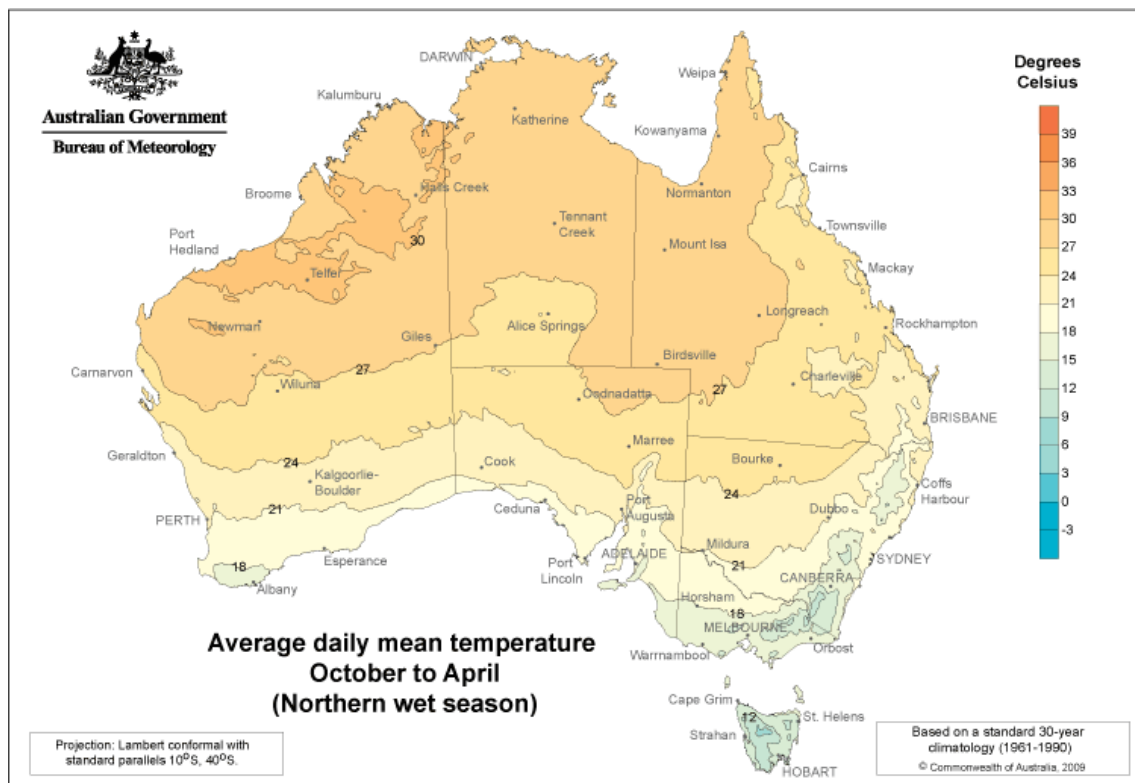 Australian Government
Bureau of Meteorology
DARWIN
Weipa
Kalumburu
Katherine
Kowanyama
Cairns
Broome
Halls Creek
Normanton
Port
Hedland
30
Tennant
Creek
Mount Isa
Townsville
Telfer
Mackay
Newman
Giles
Alice Springs
Longreach
Rockhampton
Carnarvon
27
Wiluna
Birdsville
Oodnadatta
27
Charleville
Geraldton
24
Kalgoorlie-
Boulder
Cook
Marree
Bourke
24
BRISBANE
Coffs
Harbour
PERTH
21
Ceduna
Port
Augusta
Dubbo
18
Albany
Esperance
Port
Lincoln
ADELAIDE
Mildura
21
SYDNEY
CANBERRA
Horsham
18
MELBOURNE
Warrnambool
Orbost
Cape Grim
12
St. Helens
Strahan
HOBART
Degrees
Celsius
39
36
33
30
27
24
21
18
15
12
9
6
3
0
-3
Average daily mean temperature
October to April
(Northern wet season)
Projection: Lambert conformal with
standard parallels 10°S, 40°S.
Based on a standard 30-year
climatology (1961-1990)
© Commonwealth of Australia, 2009